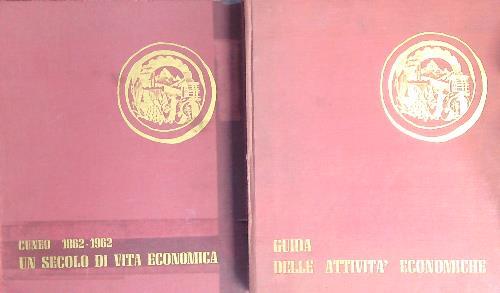 CUNEO 1862-1962
UN SECOLO DI VITA ECONOMICA
GUIDA
DELLE ATTIVITA' ECONOMICHE